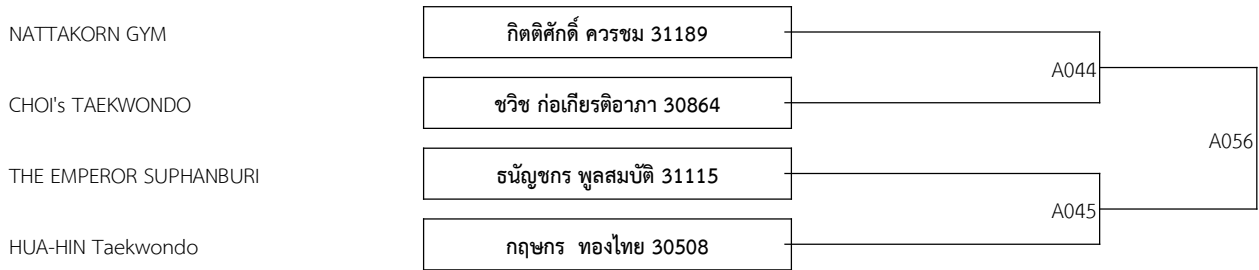 NATTAKORN GYM กิตติศักดิ์ ควรชม 31189
A044
CHOI's TAEKWONDO ชวิช ก่อเกียรติอาภา 30864
A056
THE EMPEROR SUPHANBURI ธนัญชกร พูลสมบัติ 31115
A045
HUA-HIN Taekwondo กฤษกร ทองไทย 30508